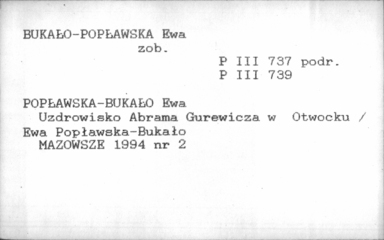 BUKAŁO-POPŁAWSKA Ewa
zob.
P III 737 podr.
P III 739
POPŁAWSKA-BUKAŁO Ewa
Uzdrowisko Abrama Gurewicza w Otwocku /
Ewa Popławska-Bukało
MAZOWSZE 1994 nr 2